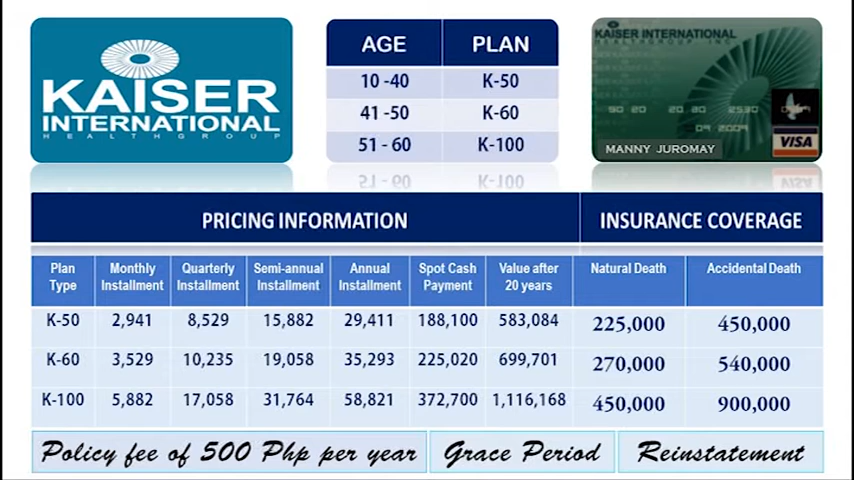 KAISER
INTERNATIONAL
HEALTHGROUP
AGE PLAN
10 -40 K-50
41 -50 K-60
51 - 60 K-100
KAISER INTERNATIONAL
HEALTHGROUP INC
09 2009
MANNY JUROMAY
VISA
PRICING INFORMATION INSURANCE COVERAGE
Plan Type Monthly Installment Quarterly Installment Semi-annual Installment Annual Installment Spot Cash Payment Value after 20 years Natural Death Accidental Death
K-50 2,941 8,529 15,882 29,411 188,100 583,084 225,000 450,000
K-60 3,529 10,235 19,058 35,293 225,020 699,701 270,000 540,000
K-100 5,882 17,058 31,764 58,821 372,700 1,116,168 450,000 900,000
Policy fee of 500 Php per year Grace Period Reinstatement